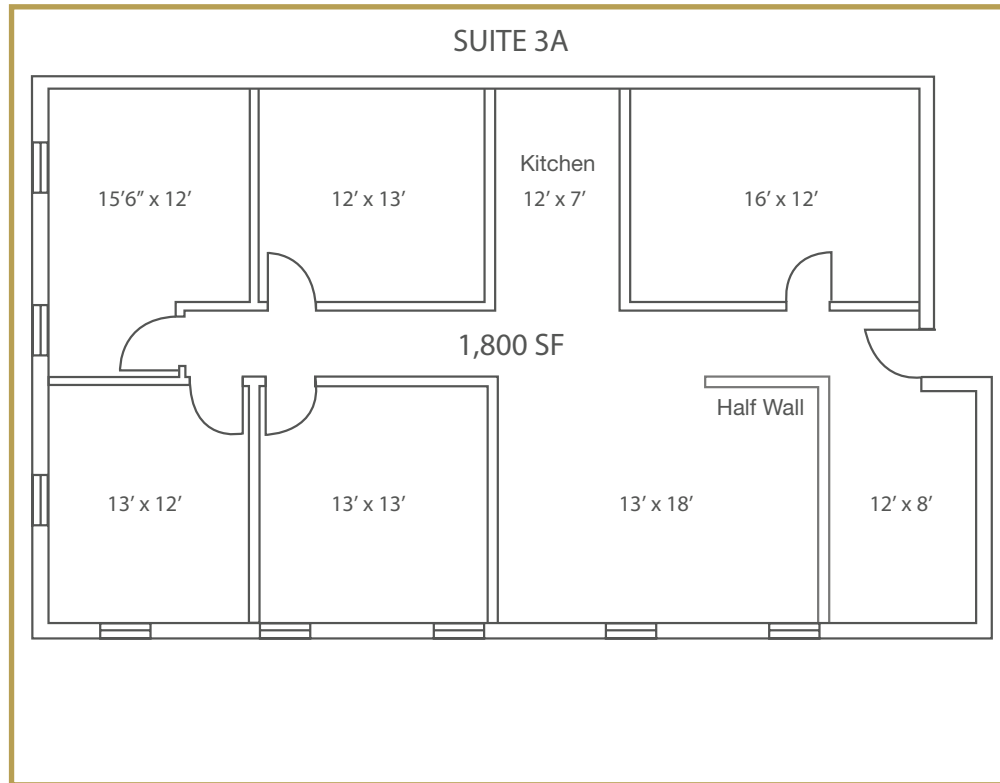 SUITE 3A
Kitchen
15’6” x 12’
12’ x 13’
12’ x 7’
16’ x 12’
1,800 SF
Half Wall
13’ x 12’
13’ x 13’
13’ x 18’
12’ x 8’